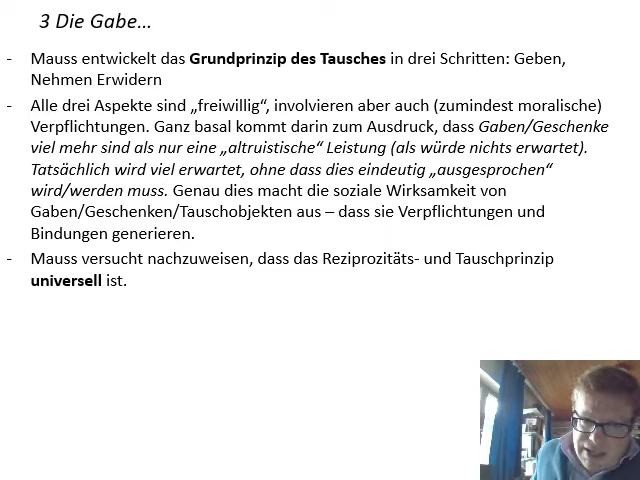 3 Die Gabe…
- Mauss entwickelt das Grundprinzip des Tausches in drei Schritten: Geben,
Nehmen Erwidern
- Alle drei Aspekte sind „freiwillig“, involvieren aber auch (zumindest moralische)
Verpflichtungen. Ganz basal kommt darin zum Ausdruck, dass Gaben/Geschenke
viel mehr sind als nur eine „altruistische“ Leistung (als würde nichts erwartet).
Tatsächlich wird viel erwartet, ohne dass dies eindeutig „ausgesprochen“
wird/werden muss. Genau dies macht die soziale Wirksamkeit von
Gaben/Geschenken/Tauschobjekten aus – dass sie Verpflichtungen und
Bindungen generieren.
- Mauss versucht nachzuweisen, dass das Reziprozitäts- und Tauschprinzip
universell ist.